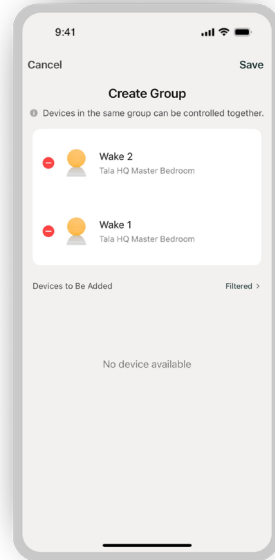 9:41
Cancel Save
Create Group
Devices in the same group can be controlled together.
Wake 2
Tala HQ Master Bedroom
Wake 1
Tala HQ Master Bedroom
Devices to Be Added Filtered >
No device available